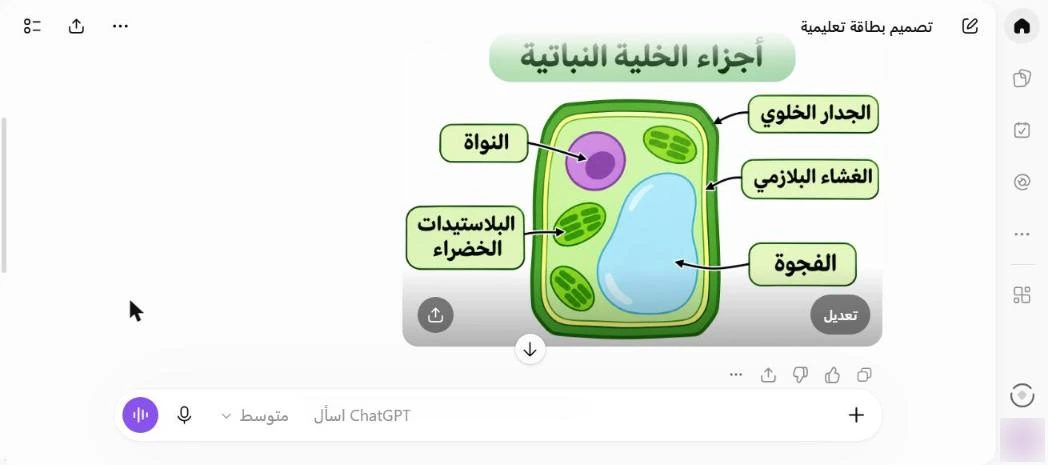 تصميم بطاقة تعليمية
أجزاء الخلية النباتية
الجدار الخلوي
النواة
الغشاء البلازمي
البلاستيدات
الخضراء
الفجوة
تعديل
اسأل ChatGPT
متوسط